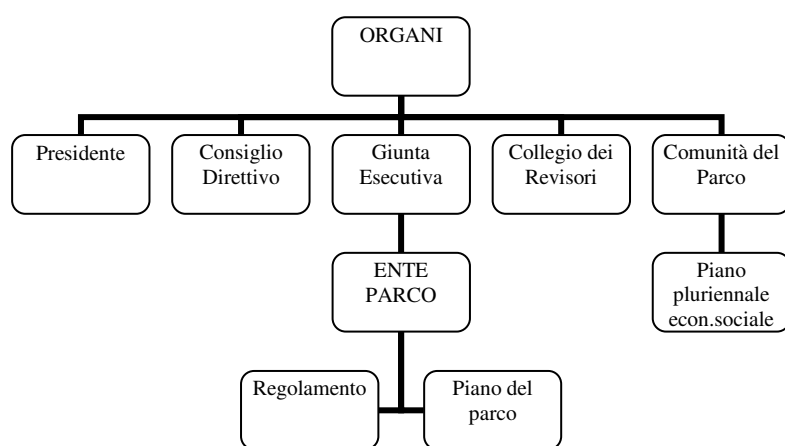 ORGANI
Presidente
Consiglio
Direttivo
Giunta
Esecutiva
Collegio dei
Revisori
Comunità del
Parco
ENTE
PARCO
Piano
pluriennale
econ.sociale
Regolamento
Piano del
parco